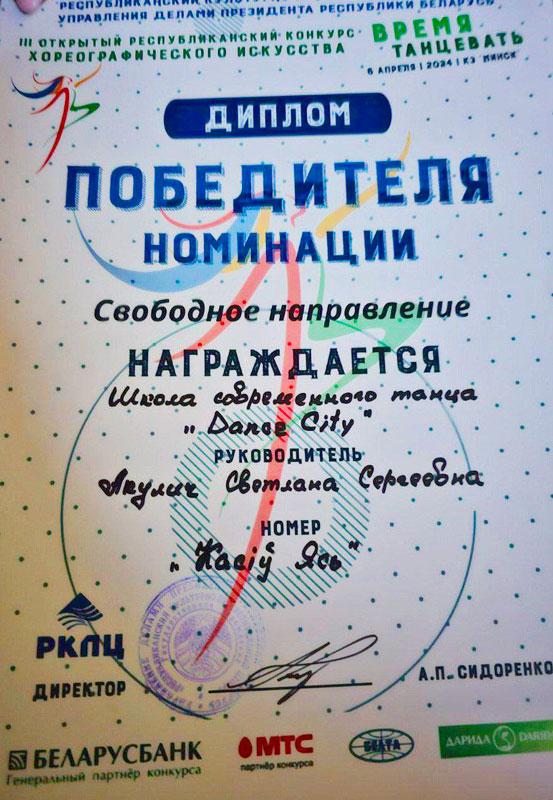 УПРАВЛЕНИЯ ДЕЛАМИ ПРЕЗИДЕНТА РЕСПУБЛИКИ БЕЛАРУСЬ
III ОТКРЫТЫЙ РЕСПУБЛИКАНСКИЙ КОНКУРС
ХОРЕОГРАФИЧЕСКОГО ИСКУССТВА
ВРЕМЯ
ТАНЦЕВАТЬ
6 АПРЕЛЯ | 2024 | КЗ "МИНСК"
ДИПЛОМ
ПОБЕДИТЕЛЯ
НОМИНАЦИИ
Свободное направление
НАГРАЖДАЕТСЯ
Школа современного танца
„Dance City"
РУКОВОДИТЕЛЬ
Акулич Светлана Сергеевна
НОМЕР
„Касіў Ясь"
РКЛЦ
ДИРЕКТОР
А.П. СИДОРЕНКО
БЕЛАРУСБАНК
Генеральный партнёр конкурса
МТС
партнёр конкурса
БЕЛТА
ДАРИДА
DARIDA